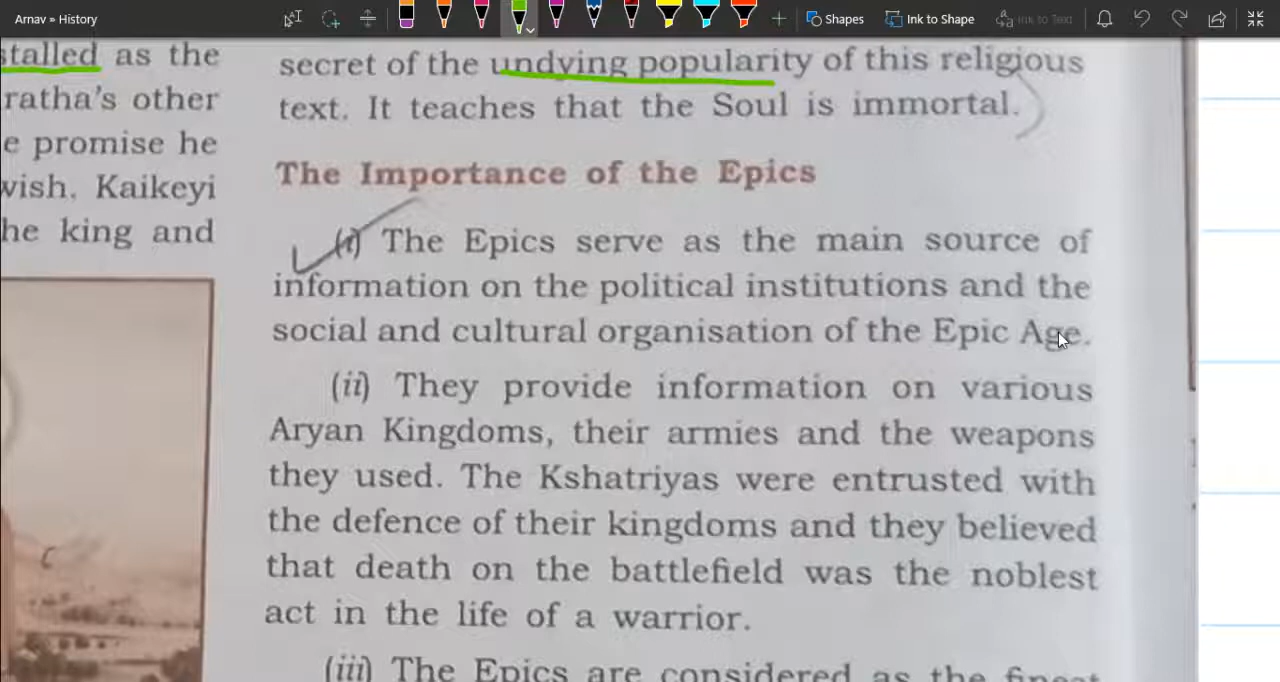 Arnav » History
Shapes
Ink to Shape
Ink to Text
stalled as the
ratha's other
e promise he
wish. Kaikeyi
he king and
secret of the undying popularity of this religious
text. It teaches that the Soul is immortal.
The Importance of the Epics
(i) The Epics serve as the main source of
information on the political institutions and the
social and cultural organisation of the Epic Age.
(ii) They provide information on various
Aryan Kingdoms, their armies and the weapons
they used. The Kshatriyas were entrusted with
the defence of their kingdoms and they believed
that death on the battlefield was the noblest
act in the life of a warrior.
(iii) The Epics are considered as the finest